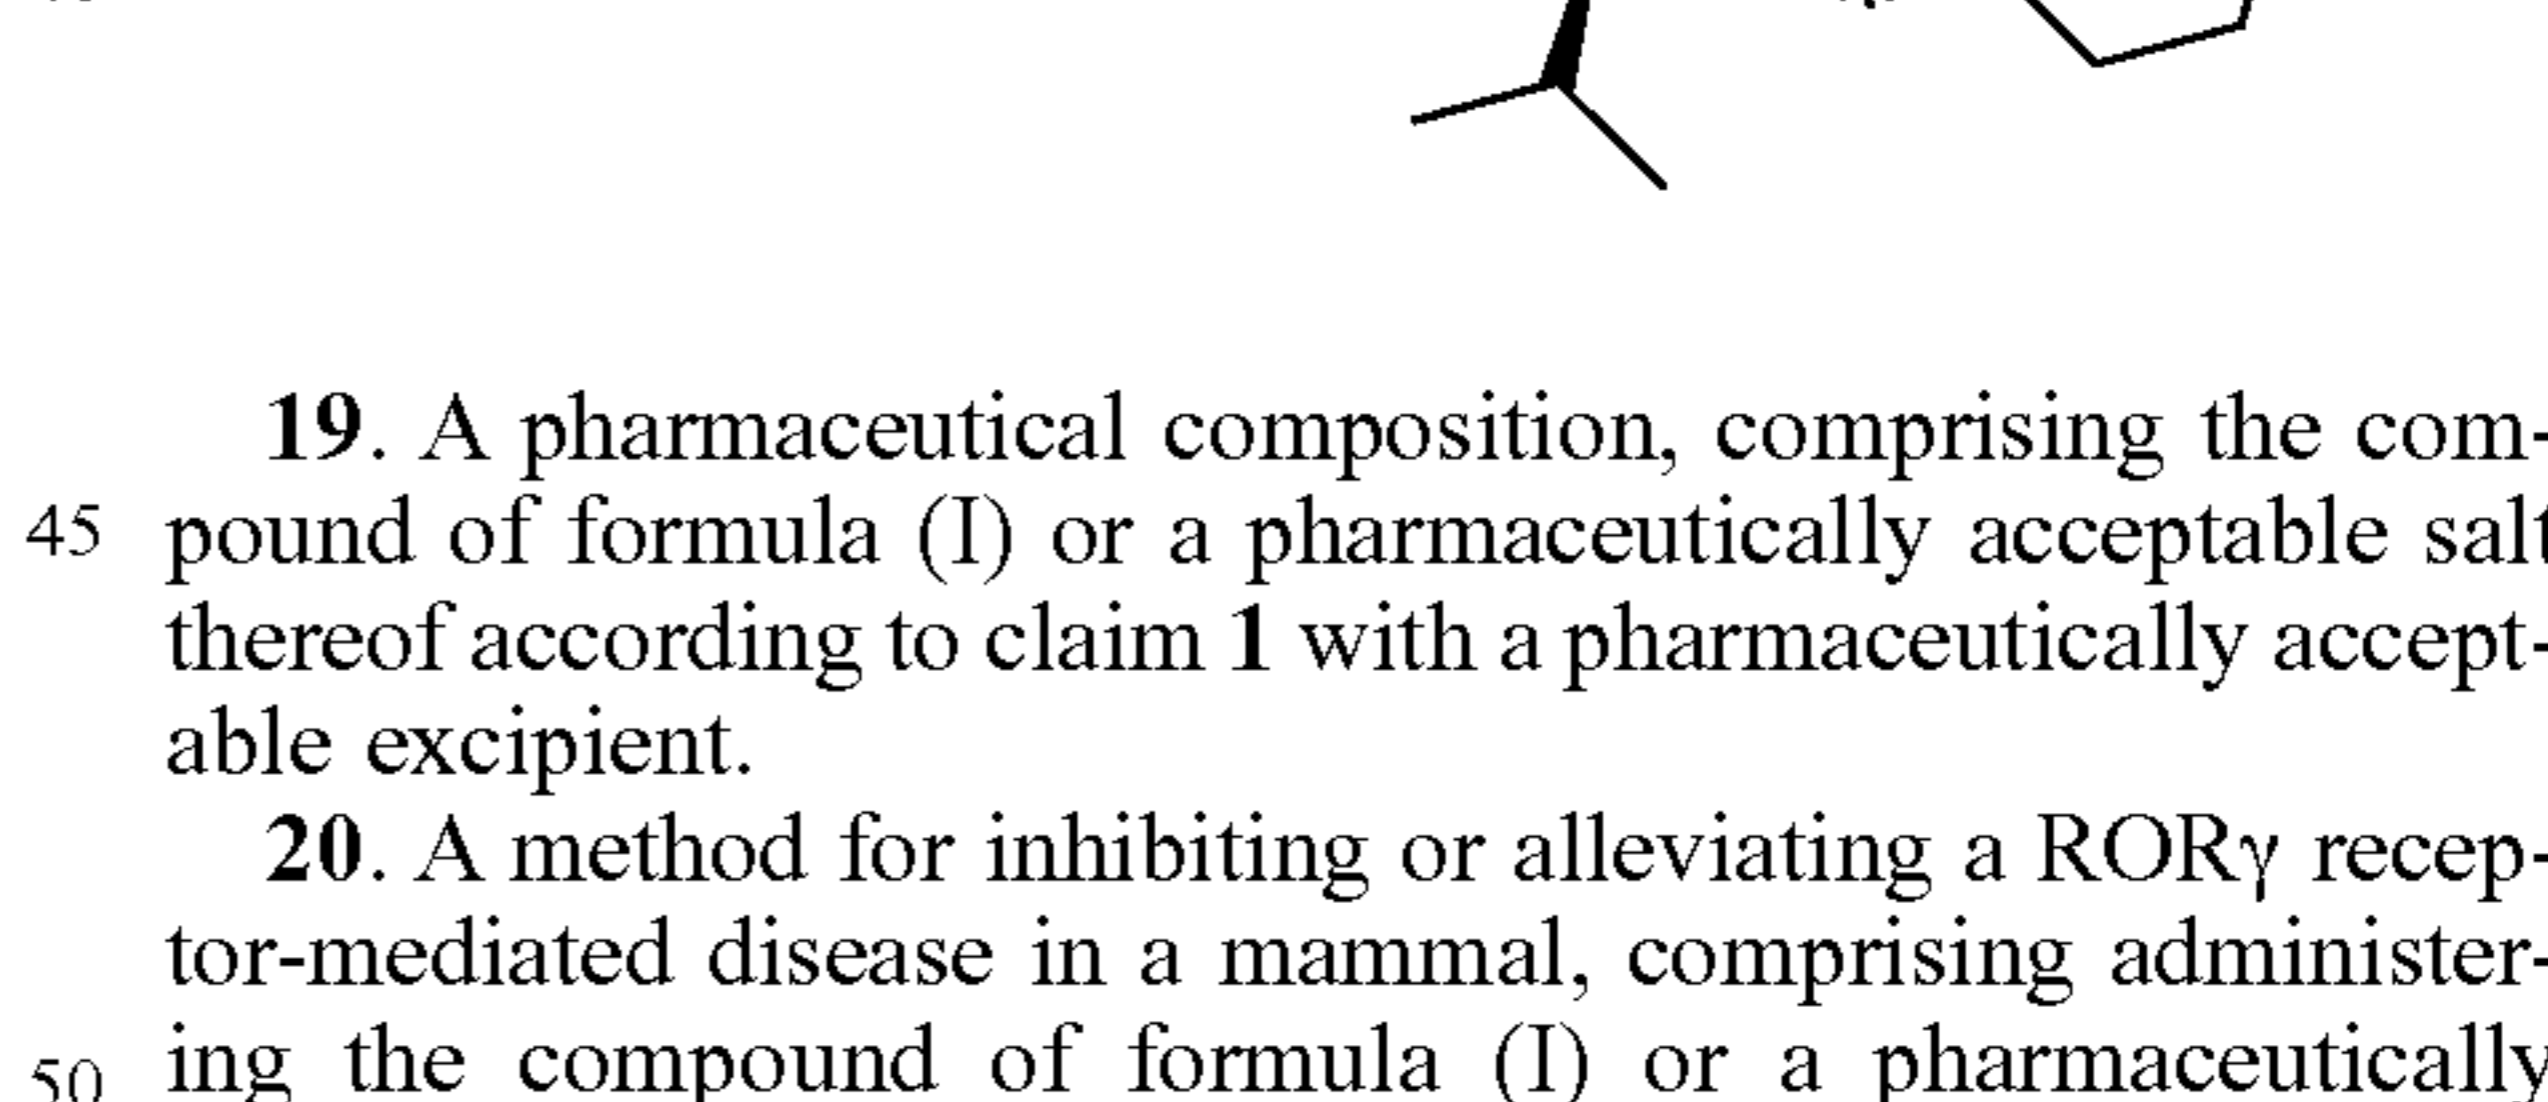 19. A pharmaceutical composition, comprising the com-
45 pound of formula (I) or a pharmaceutically acceptable salt
thereof according to claim 1 with a pharmaceutically accept-
able excipient.
20. A method for inhibiting or alleviating a RORγ recep-
tor-mediated disease in a mammal, comprising administer-
50 ing the compound of formula (I) or a pharmaceutically